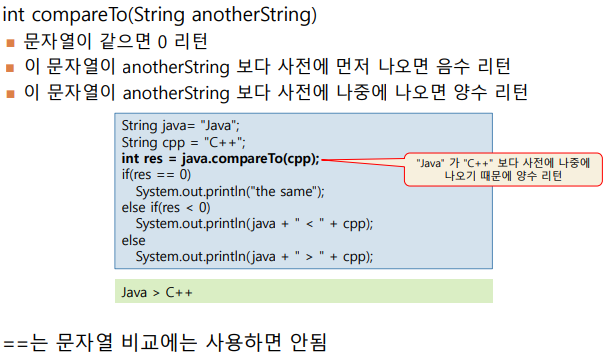 int compareTo(String anotherString)
문자열이 같으면 0 리턴
이 문자열이 anotherString 보다 사전에 먼저 나오면 음수 리턴
이 문자열이 anotherString 보다 사전에 나중에 나오면 양수 리턴
String java= "Java";
String cpp = "C++";
int res = java.compareTo(cpp);
if(res == 0)
System.out.println("the same");
else if(res < 0)
System.out.println(java + " < " + cpp);
else
System.out.println(java + " > " + cpp);
"Java" 가 "C++" 보다 사전에 나중에
나오기 때문에 양수 리턴
Java > C++
==는 문자열 비교에는 사용하면 안됨